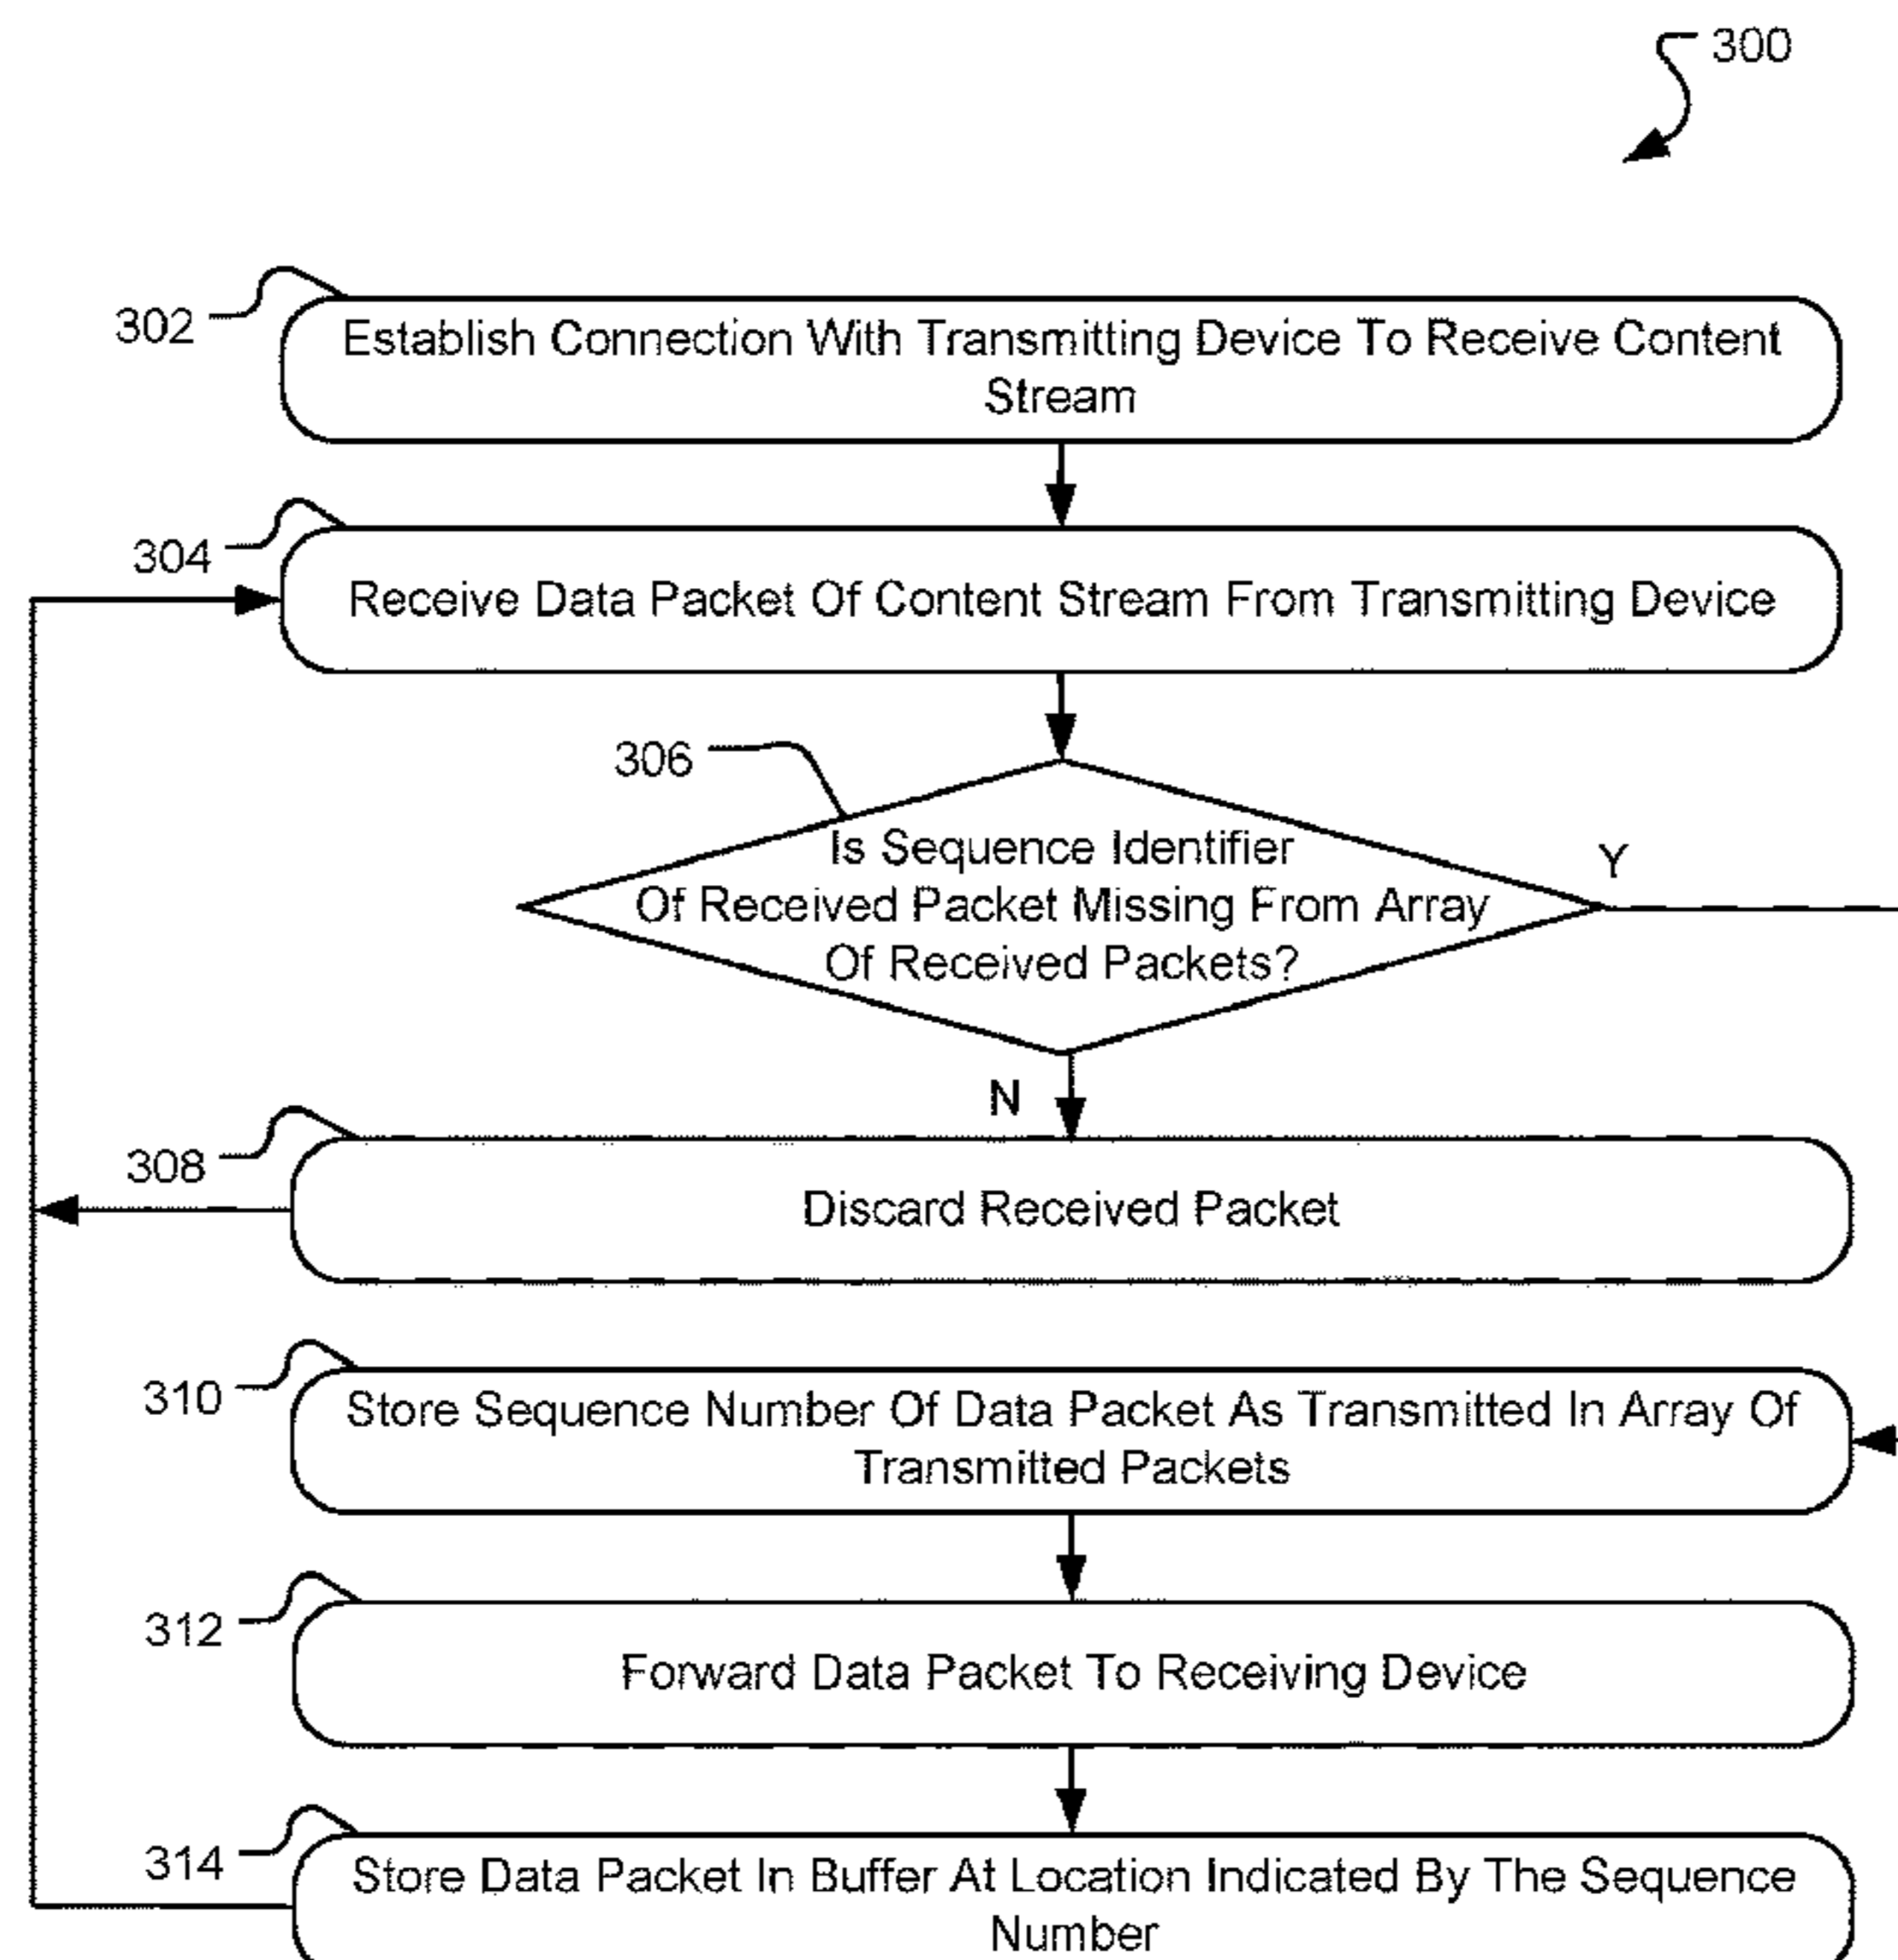 300
302
Establish Connection With Transmitting Device To Receive Content
Stream
304
Receive Data Packet Of Content Stream From Transmitting Device
306
Is Sequence Identifier
Of Received Packet Missing From Array
Of Received Packets?
Y
N
308
Discard Received Packet
310
Store Sequence Number Of Data Packet As Transmitted In Array Of
Transmitted Packets
312
Forward Data Packet To Receiving Device
314
Store Data Packet In Buffer At Location Indicated By The Sequence
Number